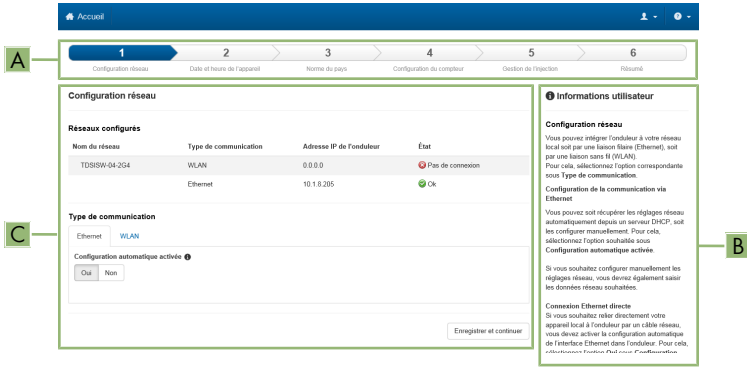 Accueil
A
1 2 3 4 5 6
Configuration réseau Date et heure de l'appareil Norme du pays Configuration du compteur Gestion de l'injection Résumé
C
Configuration réseau
Réseaux configurés
Nom du réseau Type de communication Adresse IP de l'onduleur État
TDSISW-04-2G4 WLAN 0.0.0.0 Pas de connexion
Ethernet 10.1.8.205 Ok
Type de communication
Ethernet WLAN
Configuration automatique activée
Oui Non
Enregistrer et continuer
B
Informations utilisateur
Configuration réseau
Vous pouvez intégrer l'onduleur à votre réseau
local soit par une liaison filaire (Ethernet), soit
par une liaison sans fil (WLAN).
Pour cela, sélectionnez l'option correspondante
sous Type de communication.
Configuration de la communication via
Ethernet
Vous pouvez soit récupérer les réglages réseau
automatiquement depuis un serveur DHCP, soit
les configurer manuellement. Pour cela,
sélectionnez l'option souhaitée sous
Configuration automatique activée.
Si vous souhaitez configurer manuellement les
réglages réseau, vous devrez également saisir
les données réseau souhaitées.
Connexion Ethernet directe
Si vous souhaitez relier directement votre
appareil local à l'onduleur par un câble réseau,
vous devez activer la configuration automatique
de l'interface Ethernet dans l'onduleur. Pour cela,
sélectionnez l'option Oui sous Configuration